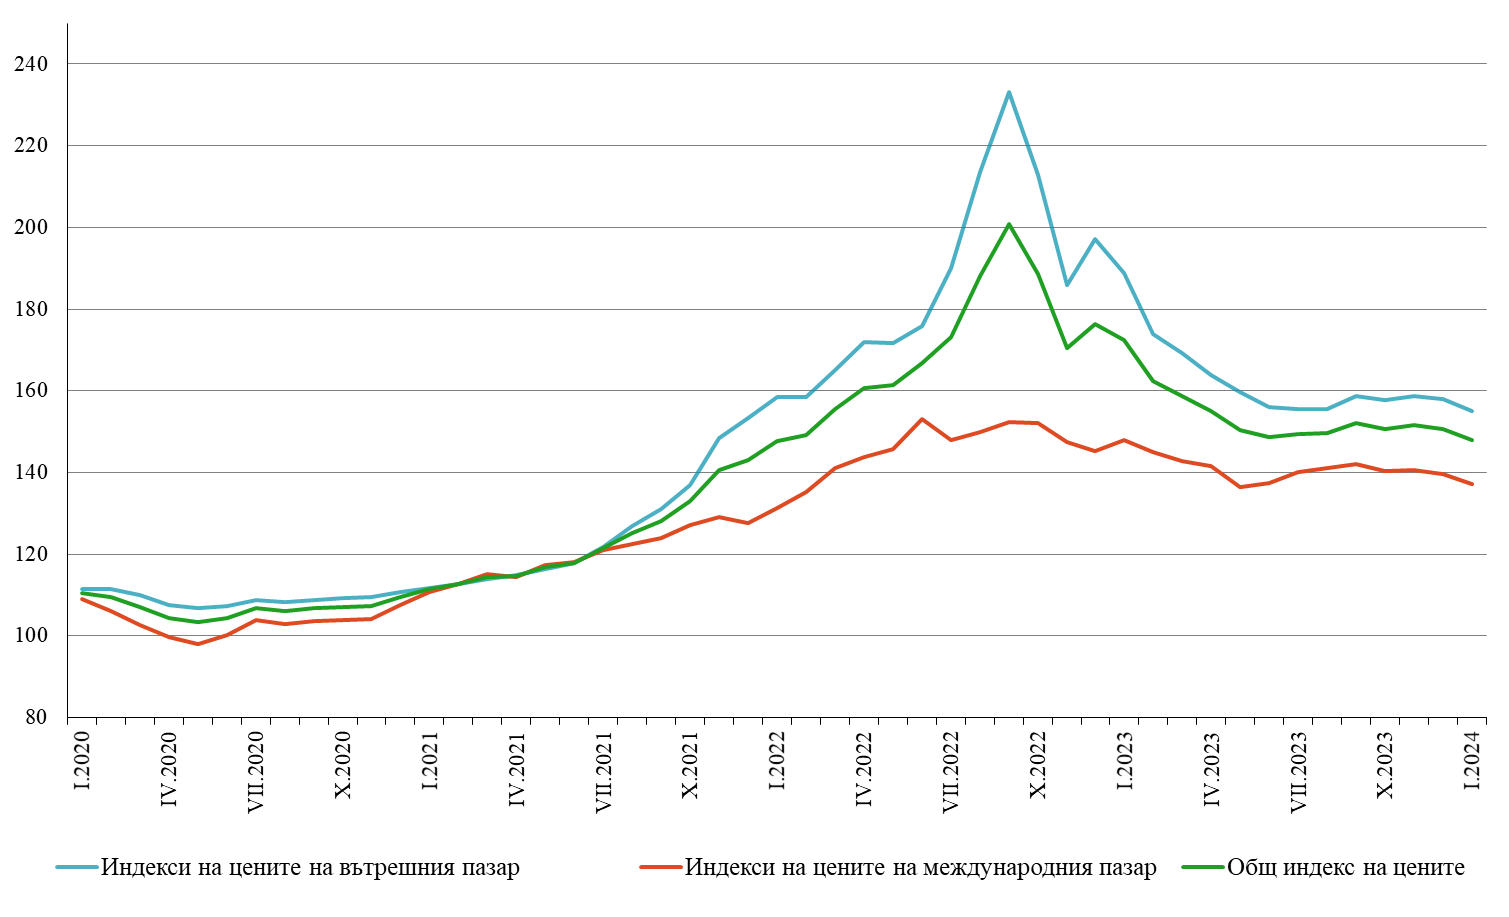 240
220
200
180
160
140
120
100
80
I.2020
IV.2020
VII.2020
X.2020
I.2021
IV.2021
VII.2021
X.2021
I.2022
IV.2022
VII.2022
X.2022
I.2023
IV.2023
VII.2023
X.2023
I.2024
Индекси на цените на вътрешния пазар
Индекси на цените на международния пазар
Общ индекс на цените